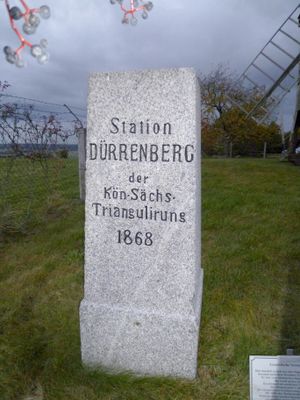 Station
DÜRRENBERG
der
Kön·Sächs·
Triangulirung
1868